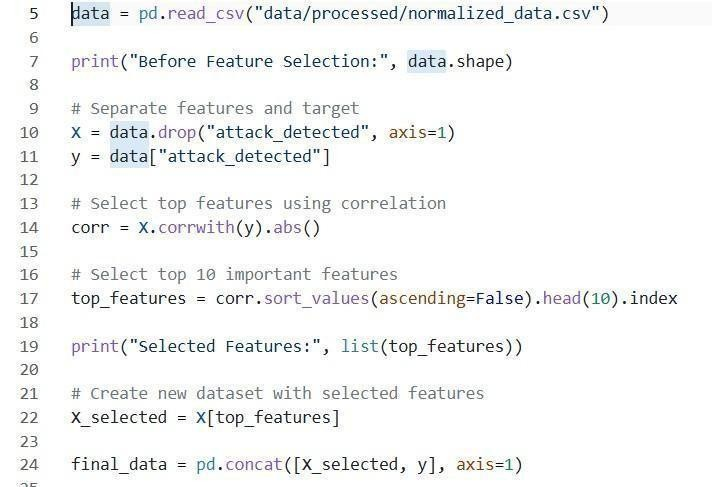 5 data = pd.read_csv("data/processed/normalized_data.csv")
6
7 print("Before Feature Selection:", data.shape)
8
9 # Separate features and target
10 X = data.drop("attack_detected", axis=1)
11 y = data["attack_detected"]
12
13 # Select top features using correlation
14 corr = X.corrwith(y).abs()
15
16 # Select top 10 important features
17 top_features = corr.sort_values(ascending=False).head(10).index
18
19 print("Selected Features:", list(top_features))
20
21 # Create new dataset with selected features
22 X_selected = X[top_features]
23
24 final_data = pd.concat([X_selected, y], axis=1)